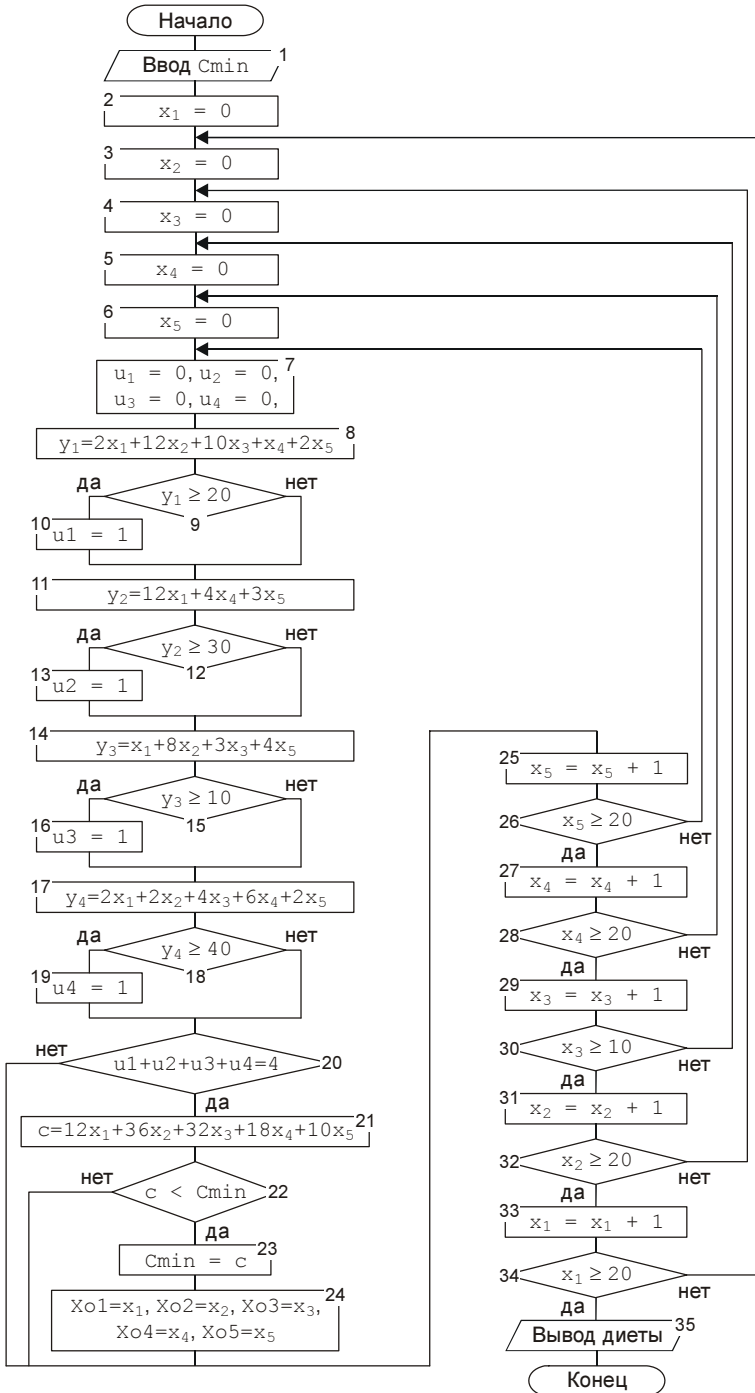 Начало
1
Ввод Cmin
2
x₁ = 0
3
x₂ = 0
4
x₃ = 0
5
x₄ = 0
6
x₅ = 0
7
u₁ = 0, u₂ = 0,
u₃ = 0, u₄ = 0,
8
y₁=2x₁+12x₂+10x₃+x₄+2x₅
да
нет
y₁ ≥ 20
9
10
u1 = 1
11
y₂=12x₁+4x₄+3x₅
да
нет
y₂ ≥ 30
12
13
u2 = 1
14
y₃=x₁+8x₂+3x₃+4x₅
да
нет
y₃ ≥ 10
15
16
u3 = 1
17
y₄=2x₁+2x₂+4x₃+6x₄+2x₅
да
нет
y₄ ≥ 40
18
19
u4 = 1
нет
u1+u2+u3+u4=4
20
да
21
c=12x₁+36x₂+32x₃+18x₄+10x₅
нет
c < Cmin
22
да
23
Cmin = c
24
Xo1=x₁, Xo2=x₂, Xo3=x₃,
Xo4=x₄, Xo5=x₅
25
x₅ = x₅ + 1
26
x₅ ≥ 20
нет
да
27
x₄ = x₄ + 1
28
x₄ ≥ 20
нет
да
29
x₃ = x₃ + 1
30
x₃ ≥ 10
нет
да
31
x₂ = x₂ + 1
32
x₂ ≥ 20
нет
да
33
x₁ = x₁ + 1
34
x₁ ≥ 20
нет
да
35
Вывод диеты
Конец